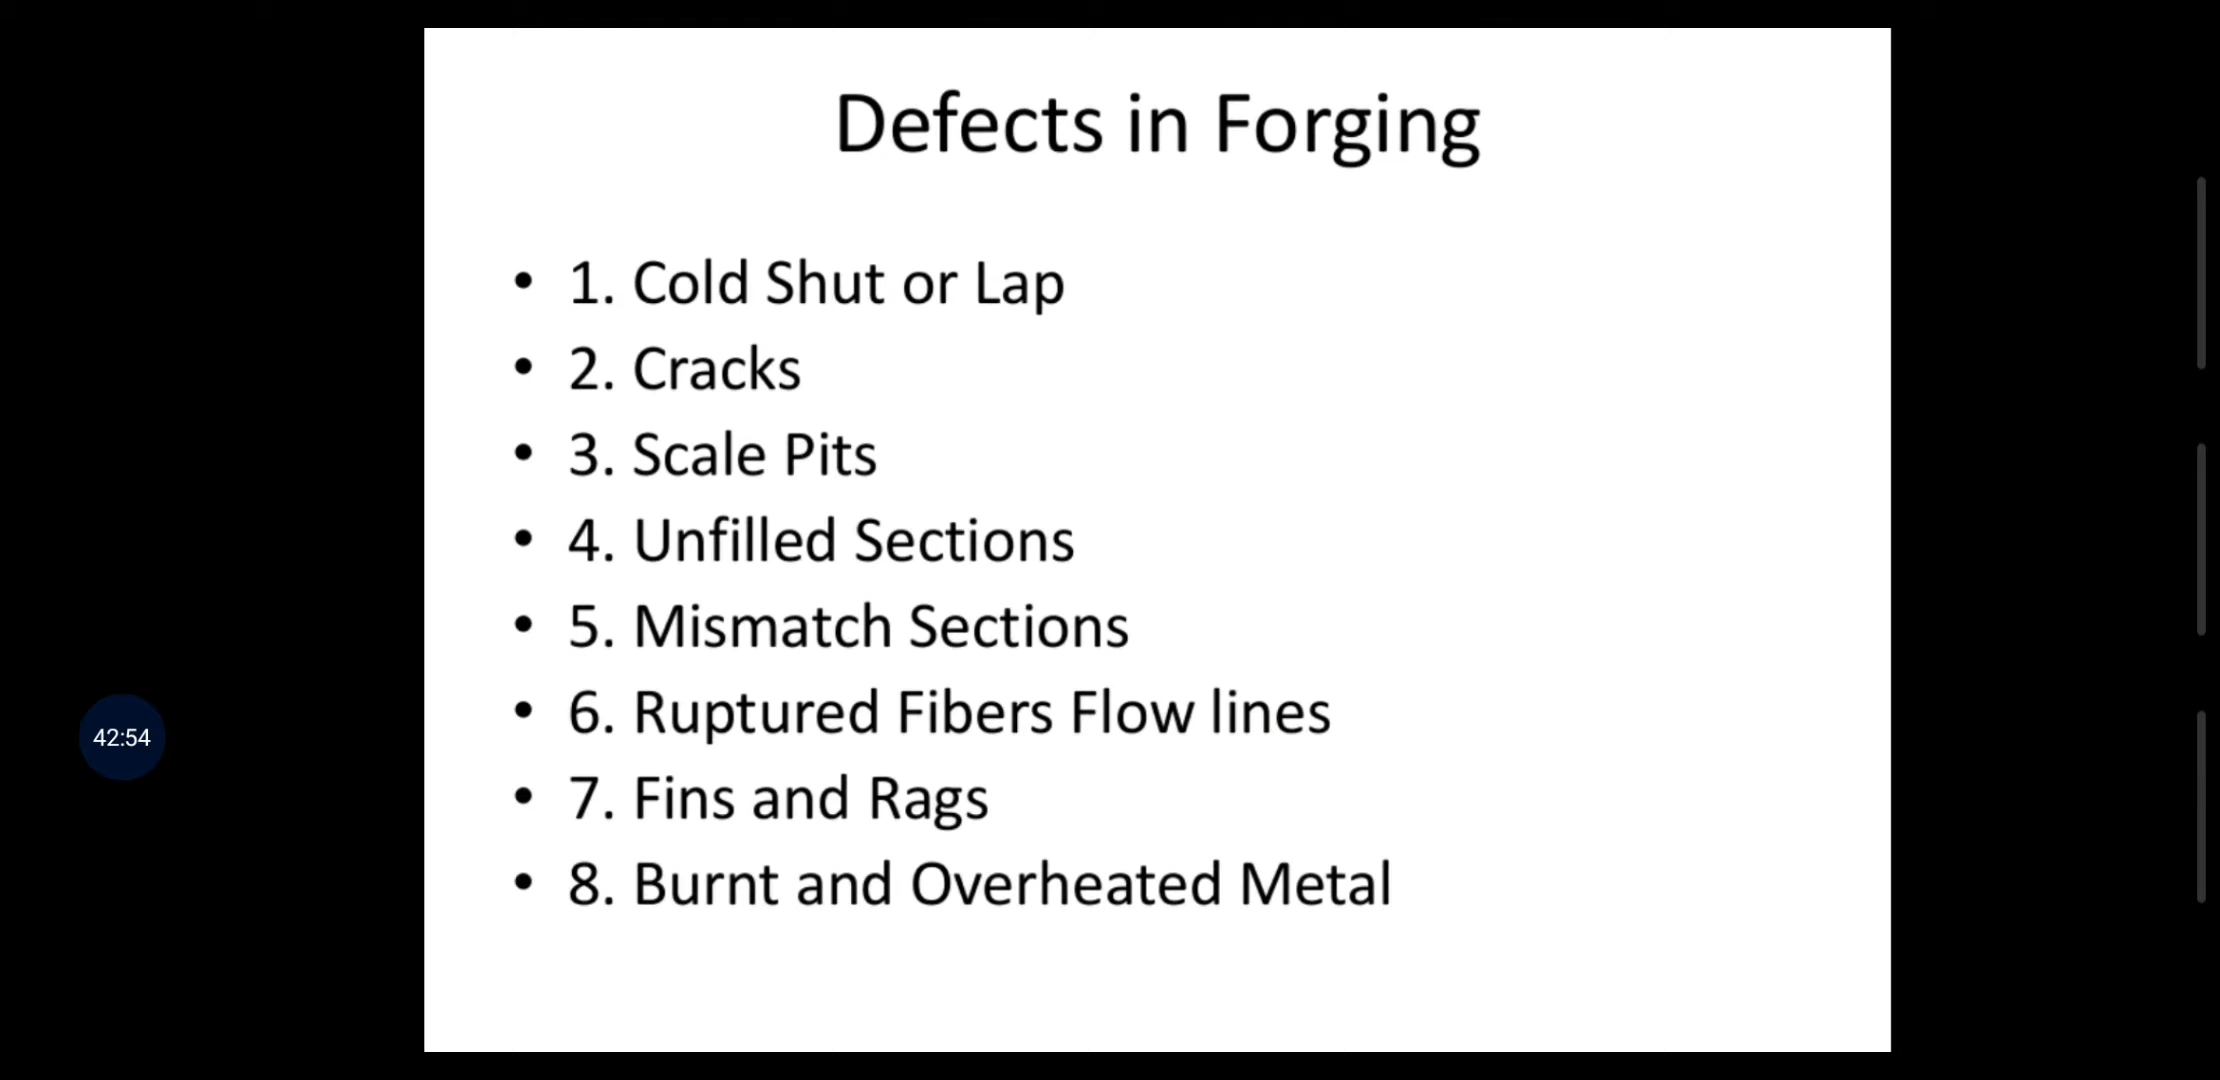 Defects in Forging
• 1. Cold Shut or Lap
• 2. Cracks
• 3. Scale Pits
• 4. Unfilled Sections
• 5. Mismatch Sections
• 6. Ruptured Fibers Flow lines
• 7. Fins and Rags
• 8. Burnt and Overheated Metal
42:54